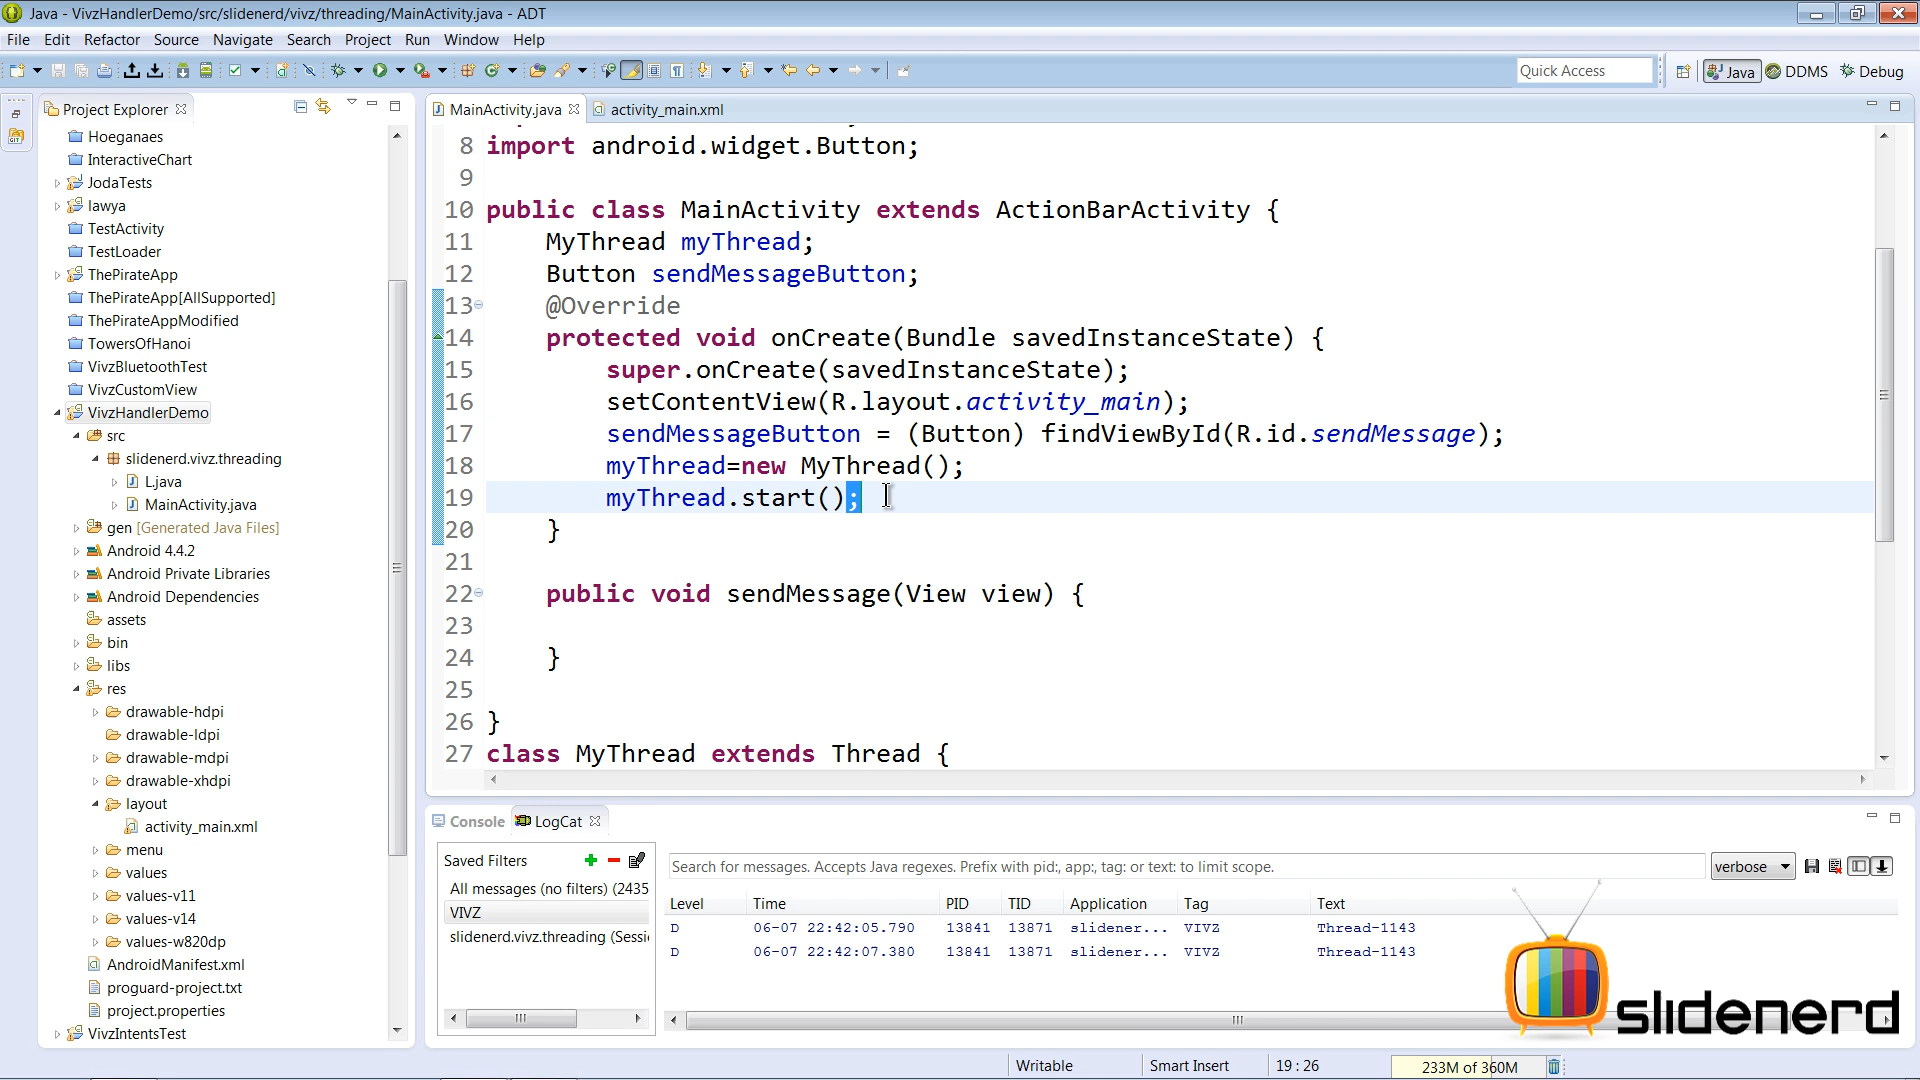 Java - VivzHandlerDemo/src/slidenerd/vivz/threading/MainActivity.java - ADT
File Edit Refactor Source Navigate Search Project Run Window Help
Quick Access
Java DDMS Debug
Project Explorer
Hoeganaes
InteractiveChart
JodaTests
lawya
TestActivity
TestLoader
ThePirateApp
ThePirateApp[AllSupported]
ThePirateAppModified
TowersOfHanoi
VivzBluetoothTest
VivzCustomView
VivzHandlerDemo
src
slidenerd.vivz.threading
L.java
MainActivity.java
gen [Generated Java Files]
Android 4.4.2
Android Private Libraries
Android Dependencies
assets
bin
libs
res
drawable-hdpi
drawable-ldpi
drawable-mdpi
drawable-xhdpi
layout
activity_main.xml
menu
values
values-v11
values-v14
values-w820dp
AndroidManifest.xml
proguard-project.txt
project.properties
VivzIntentsTest
MainActivity.java activity_main.xml
8 import android.widget.Button;
9
10 public class MainActivity extends ActionBarActivity {
11 MyThread myThread;
12 Button sendMessageButton;
13 @Override
14 protected void onCreate(Bundle savedInstanceState) {
15 super.onCreate(savedInstanceState);
16 setContentView(R.layout.activity_main);
17 sendMessageButton = (Button) findViewById(R.id.sendMessage);
18 myThread=new MyThread();
19 myThread.start();
20 }
21
22 public void sendMessage(View view) {
23
24 }
25
26 }
27 class MyThread extends Thread {
Console LogCat
Saved Filters
All messages (no filters) (2435
VIVZ
slidenerd.vivz.threading (Sessi
Search for messages. Accepts Java regexes. Prefix with pid:, app:, tag: or text: to limit scope.
verbose
Level Time PID TID Application Tag Text
D 06-07 22:42:05.790 13841 13871 slidener... VIVZ Thread-1143
D 06-07 22:42:07.380 13841 13871 slidener... VIVZ Thread-1143
slidenerd
Writable Smart Insert 19 : 26 233M of 360M